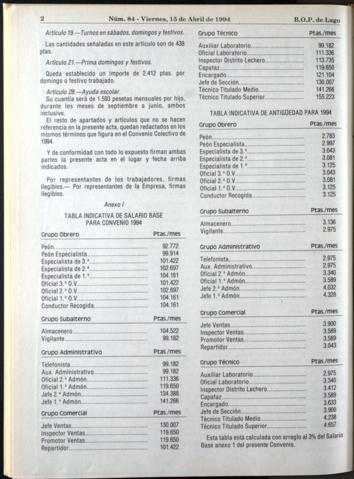 2 Núm. 84 - Viernes, 15 de Abril de 1994 B.O.P. de Lugo
Artículo 19.—Turnos en sábados, domingos y festivos.
Las cantidades señaladas en este artículo son de 438
ptas.
Artículo 21.—Prima domingos y festivos.
Queda establecido un importe de 2.412 ptas. por
domingo o festivo trabajado.
Artículo 28.—Ayuda escolar.
Su cuantía será de 1.593 pesetas mensuales por hijo,
durante los meses de septiembre a junio, ambos
inclusive.
El resto de apartados y artículos que no se hacen
referencia en la presente acta, quedan redactados en los
mismos términos que figura en el Convenio Colectivo de
1994.
Y de conformidad con todo lo expuesto firman ambas
partes la presente acta en el lugar y fecha arriba
indicados.
Por representantes de los trabajadores, firmas
ilegibles.— Por representantes de la Empresa, firmas
ilegibles.
Anexo I
TABLA INDICATIVA DE SALARIO BASE
PARA CONVENIO 1994
Grupo Obrero Ptas./mes
Peón 92.772
Peón Especialista 99.914
Especialista de 3.ª 101.422
Especialista de 2.ª 102.697
Especialista de 1.ª 104.161
Oficial 3.ª O.V. 101.422
Oficial 2.ª O.V. 102.697
Oficial 1.ª O.V. 104.161
Conductor Recogida 104.161
Grupo Subalterno Ptas./mes
Almacenero 104.522
Vigilante 99.182
Grupo Administrativo Ptas./mes
Telefonista 99.182
Aux. Administrativo 99.182
Oficial 2.ª Admón. 111.336
Oficial 1.ª Admón. 119.650
Jefe 2.ª Admón. 134.388
Jefe 1.ª Admón. 141.266
Grupo Comercial Ptas./mes
Jefe Ventas 130.007
Inspector Ventas 119.650
Promotor Ventas 119.650
Repartidor 101.422
Grupo Técnico Ptas./mes
Auxiliar Laboratorio 99.182
Oficial Laboratorio 111.336
Inspector Distrito Lechero 113.735
Capataz 119.650
Encargado 121.104
Jefe de Sección 130.007
Técnico Titulado Medio 141.266
Técnico Titulado Superior 155.223
TABLA INDICATIVA DE ANTIGÜEDAD PARA 1994
Grupo Obrero Ptas./mes
Peón 2.783
Peón Especialista 2.997
Especialista de 3.ª 3.043
Especialista de 2.ª 3.081
Especialista de 1.ª 3.125
Oficial 3.ª O.V. 3.043
Oficial 2.ª O.V. 3.081
Oficial 1.ª O.V. 3.125
Conductor Recogida 3.125
Grupo Subalterno Ptas./mes
Almacenero 3.136
Vigilante 2.975
Grupo Administrativo Ptas./mes
Telefonista 2.975
Aux. Administrativo 2.975
Oficial 2.ª Admón. 3.340
Oficial 1.ª Admón. 3.589
Jefe 2.ª Admón. 4.032
Jefe 1.ª Admón. 4.328
Grupo Comercial Ptas./mes
Jefe Ventas 3.900
Inspector Ventas 3.589
Promotor Ventas 3.589
Repartidor 3.043
Grupo Técnico Ptas./mes
Auxiliar Laboratorio 2.975
Oficial Laboratorio 3.340
Inspector Distrito Lechero 3.412
Capataz 3.589
Encargado 3.633
Jefe de Sección 3.900
Técnico Titulado Medio 4.238
Técnico Titulado Superior 4.657
Esta tabla está calculada con arreglo al 3% del Salario
Base anexo 1 del presente Convenio.